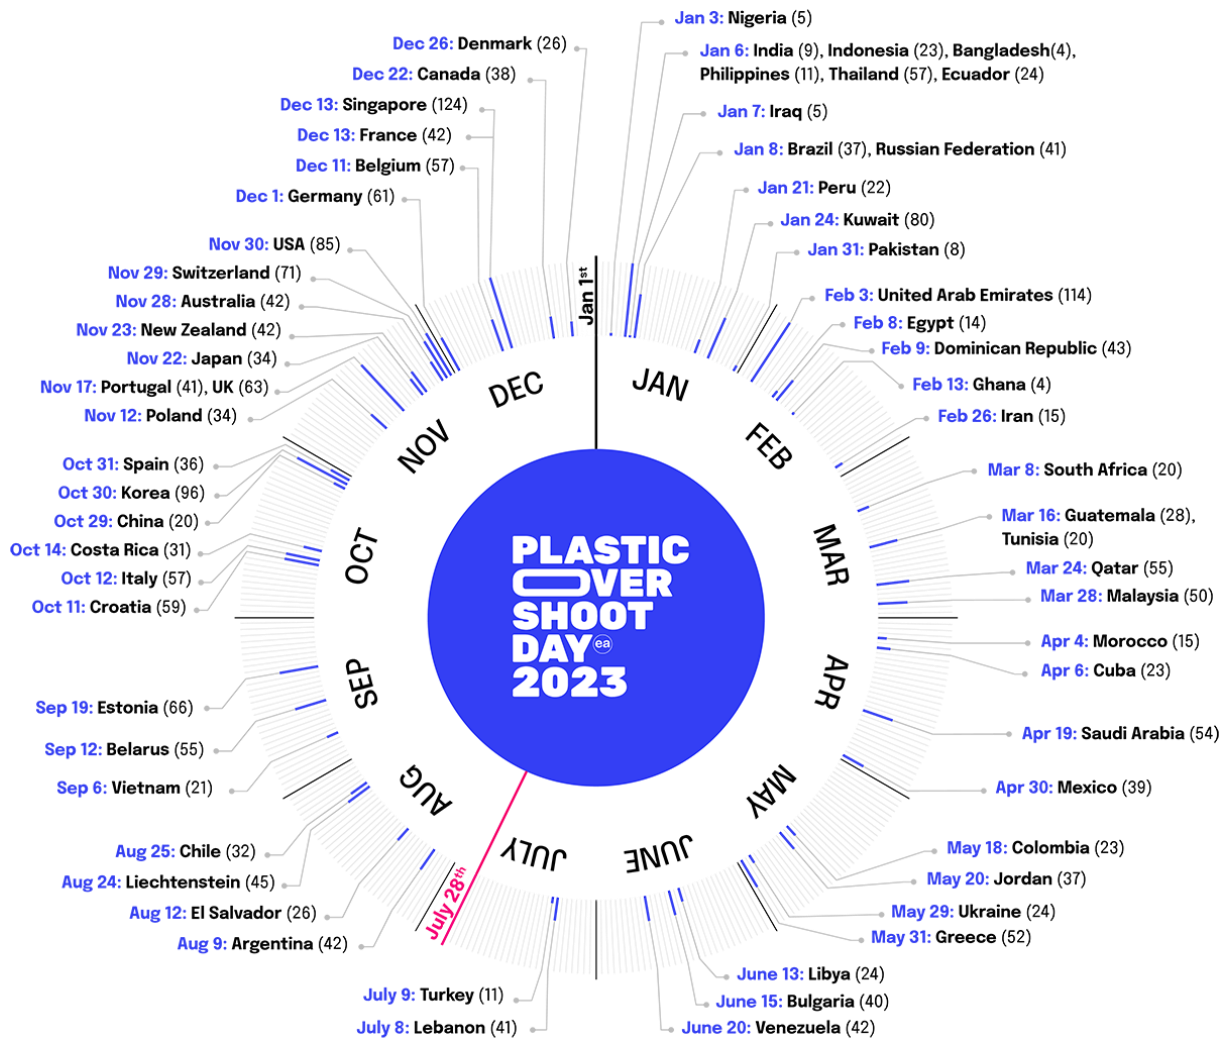 Jan 3: Nigeria (5)
Jan 6: India (9), Indonesia (23), Bangladesh(4),
Philippines (11), Thailand (57), Ecuador (24)
Jan 7: Iraq (5)
Jan 8: Brazil (37), Russian Federation (41)
Jan 21: Peru (22)
Jan 24: Kuwait (80)
Jan 31: Pakistan (8)
Feb 3: United Arab Emirates (114)
Feb 8: Egypt (14)
Feb 9: Dominican Republic (43)
Feb 13: Ghana (4)
Feb 26: Iran (15)
Mar 8: South Africa (20)
Mar 16: Guatemala (28),
Tunisia (20)
Mar 24: Qatar (55)
Mar 28: Malaysia (50)
Apr 4: Morocco (15)
Apr 6: Cuba (23)
Apr 19: Saudi Arabia (54)
Apr 30: Mexico (39)
May 18: Colombia (23)
May 20: Jordan (37)
May 29: Ukraine (24)
May 31: Greece (52)
June 13: Libya (24)
June 15: Bulgaria (40)
June 20: Venezuela (42)
July 8: Lebanon (41)
July 9: Turkey (11)
Aug 9: Argentina (42)
Aug 12: El Salvador (26)
Aug 24: Liechtenstein (45)
Aug 25: Chile (32)
Sep 6: Vietnam (21)
Sep 12: Belarus (55)
Sep 19: Estonia (66)
Oct 11: Croatia (59)
Oct 12: Italy (57)
Oct 14: Costa Rica (31)
Oct 29: China (20)
Oct 30: Korea (96)
Oct 31: Spain (36)
Nov 12: Poland (34)
Nov 17: Portugal (41), UK (63)
Nov 22: Japan (34)
Nov 23: New Zealand (42)
Nov 28: Australia (42)
Nov 29: Switzerland (71)
Nov 30: USA (85)
Dec 1: Germany (61)
Dec 11: Belgium (57)
Dec 13: France (42)
Dec 13: Singapore (124)
Dec 22: Canada (38)
Dec 26: Denmark (26)
Jan 1st
JAN
FEB
MAR
APR
MAY
JUNE
JULY
AUG
SEP
OCT
NOV
DEC
July 28th
PLASTIC
OVER
SHOOT
DAY ea
2023